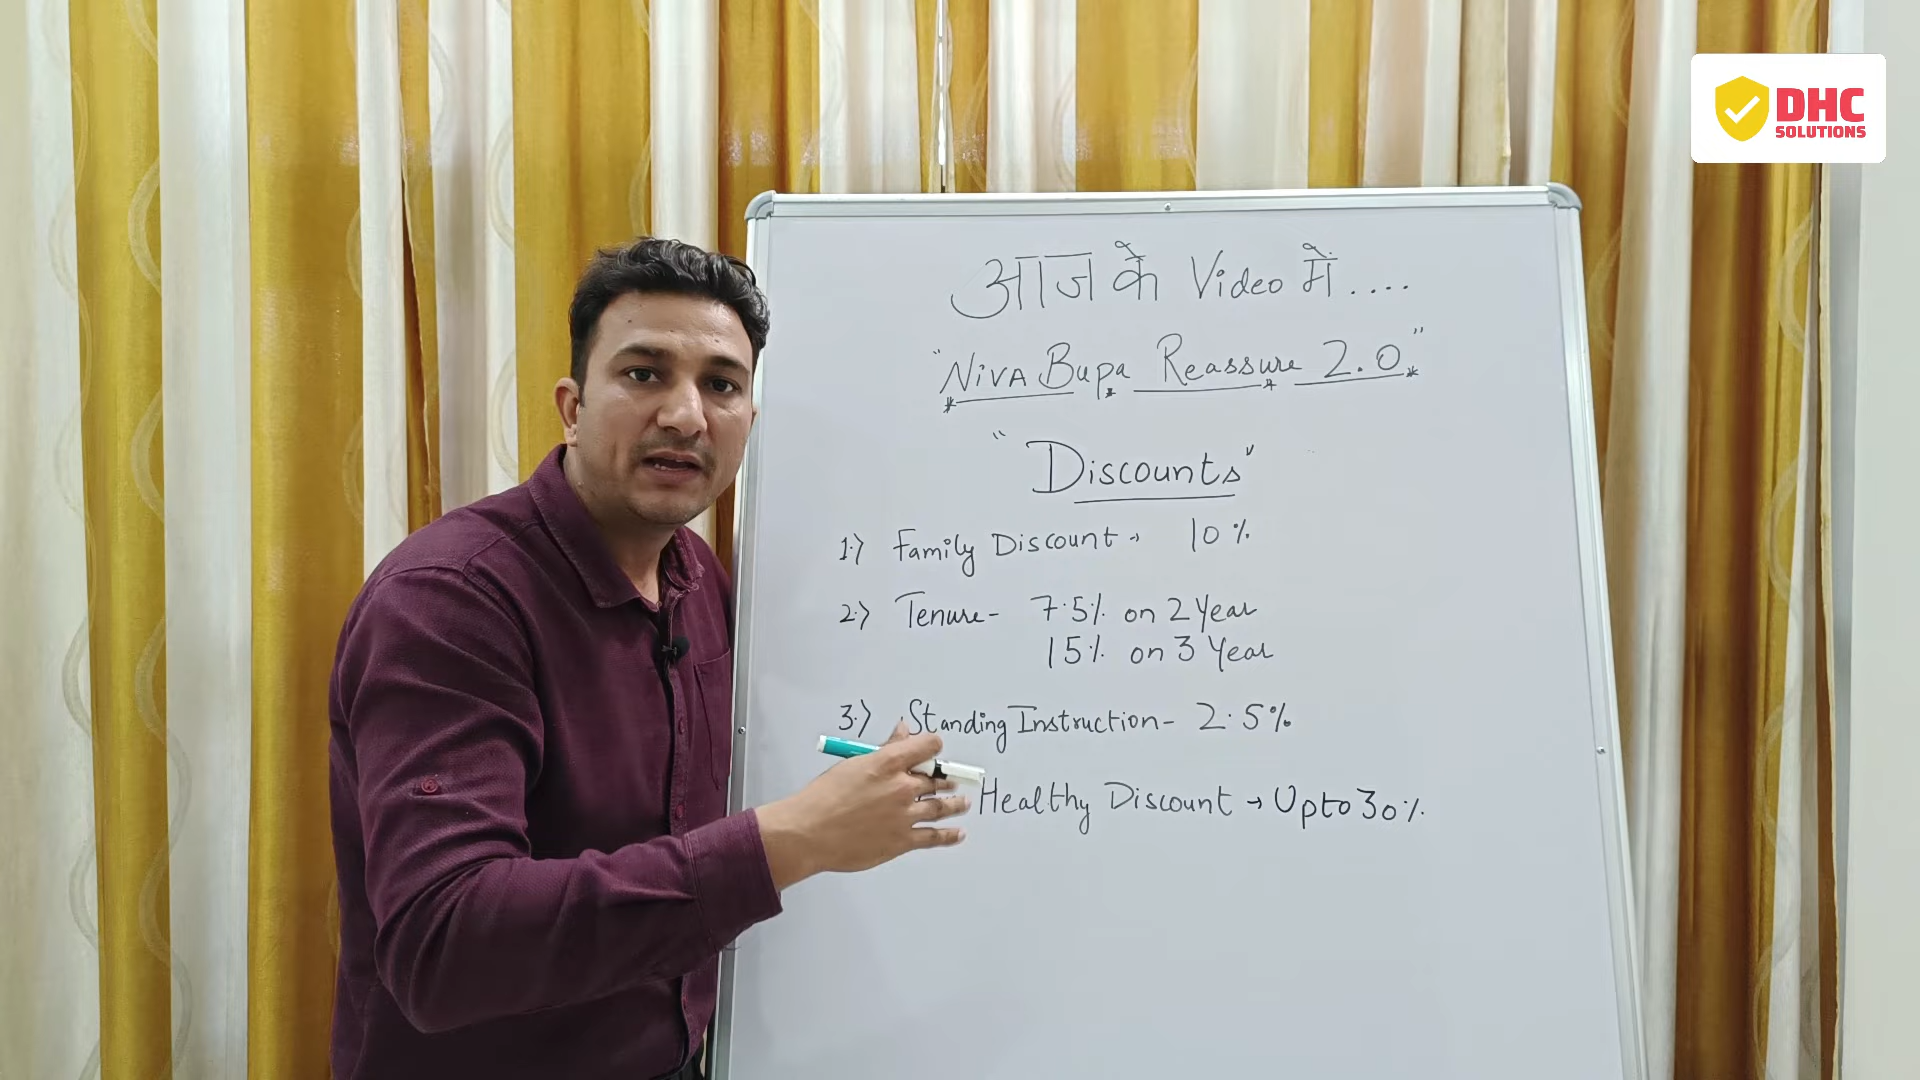 DHC
SOLUTIONS
आज के Video में....
"NIVA Bupa Reassure 2.0"
"Discounts"
1.) Family Discount → 10%
2.) Tenure - 7.5% on 2 Year
15% on 3 Year
3.) Standing Instruction - 2.5%
Healthy Discount → Upto 30%